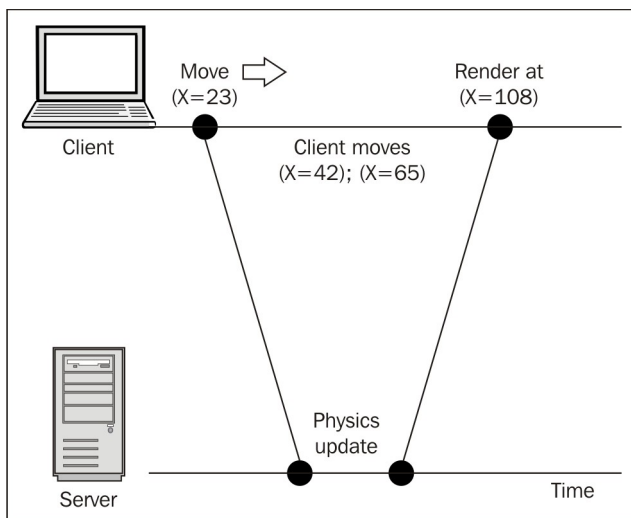 Move
(X=23)
Render at
(X=108)
Client
Client moves
(X=42); (X=65)
Physics
update
Server
Time